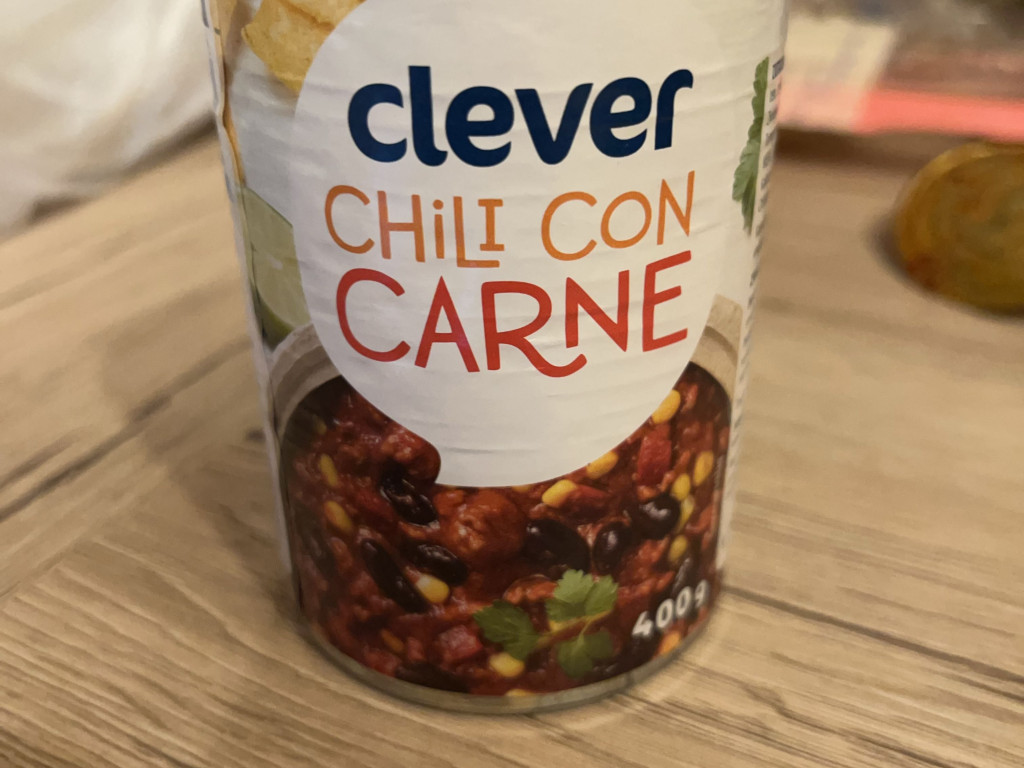 clever
CHiLI CON
CARNE
400g